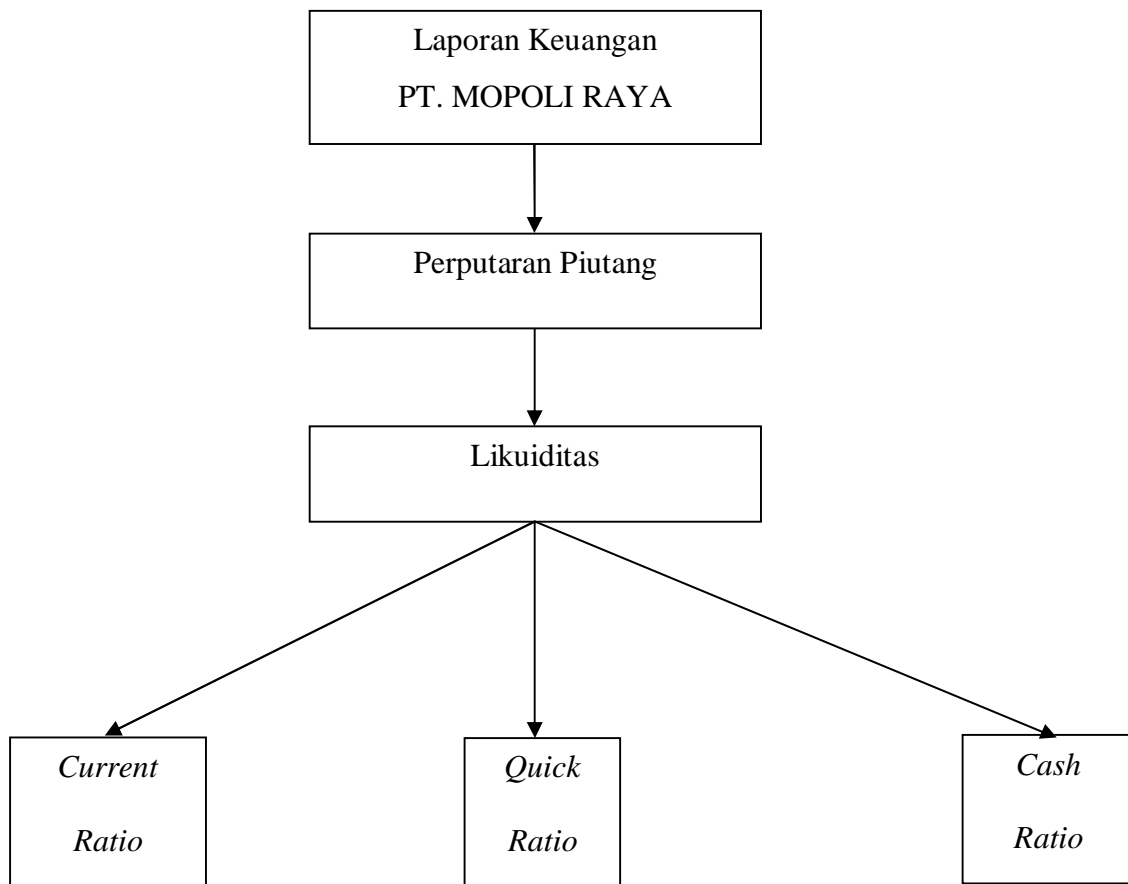 Laporan Keuangan
PT. MOPOLI RAYA
Perputaran Piutang
Likuiditas
Current
Ratio
Quick
Ratio
Cash
Ratio